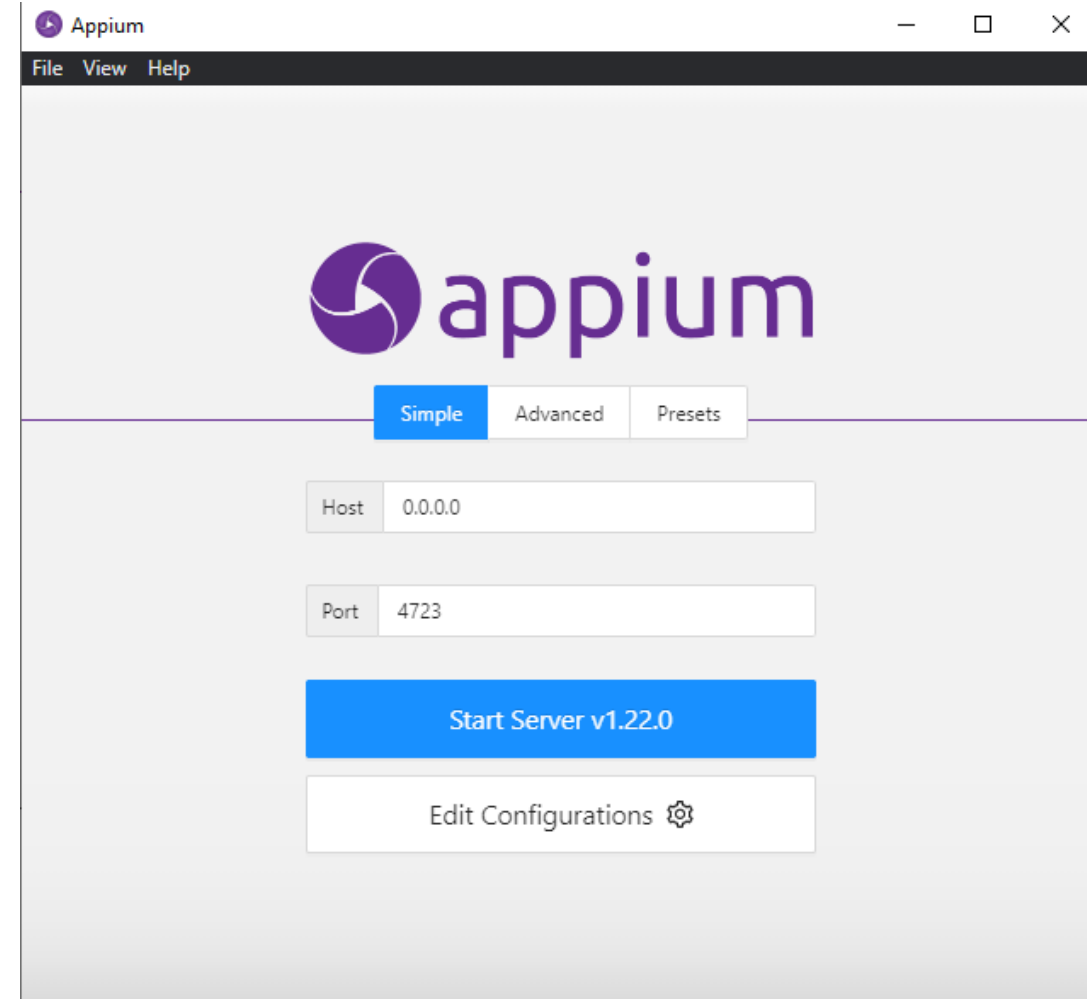 Appium
File View Help
appium
Simple Advanced Presets
Host 0.0.0.0
Port 4723
Start Server v1.22.0
Edit Configurations